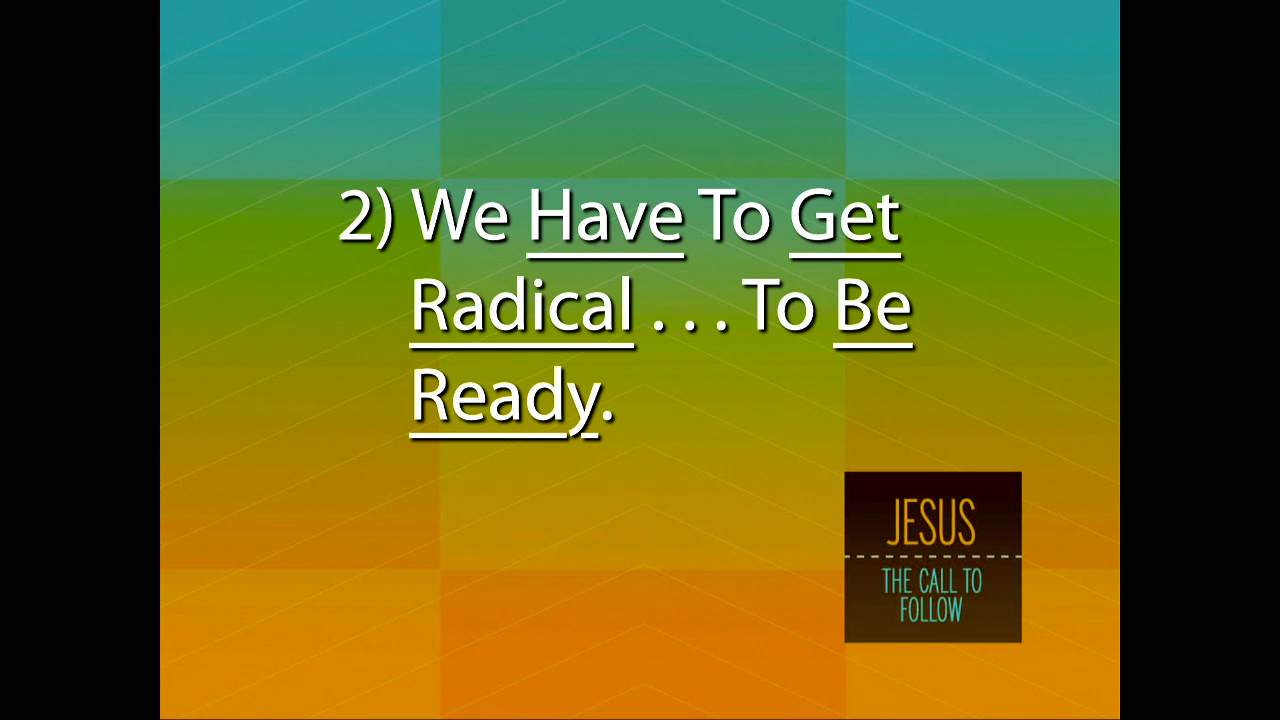 2) We Have To Get
Radical . . . To Be
Ready.
JESUS
THE CALL TO
FOLLOW